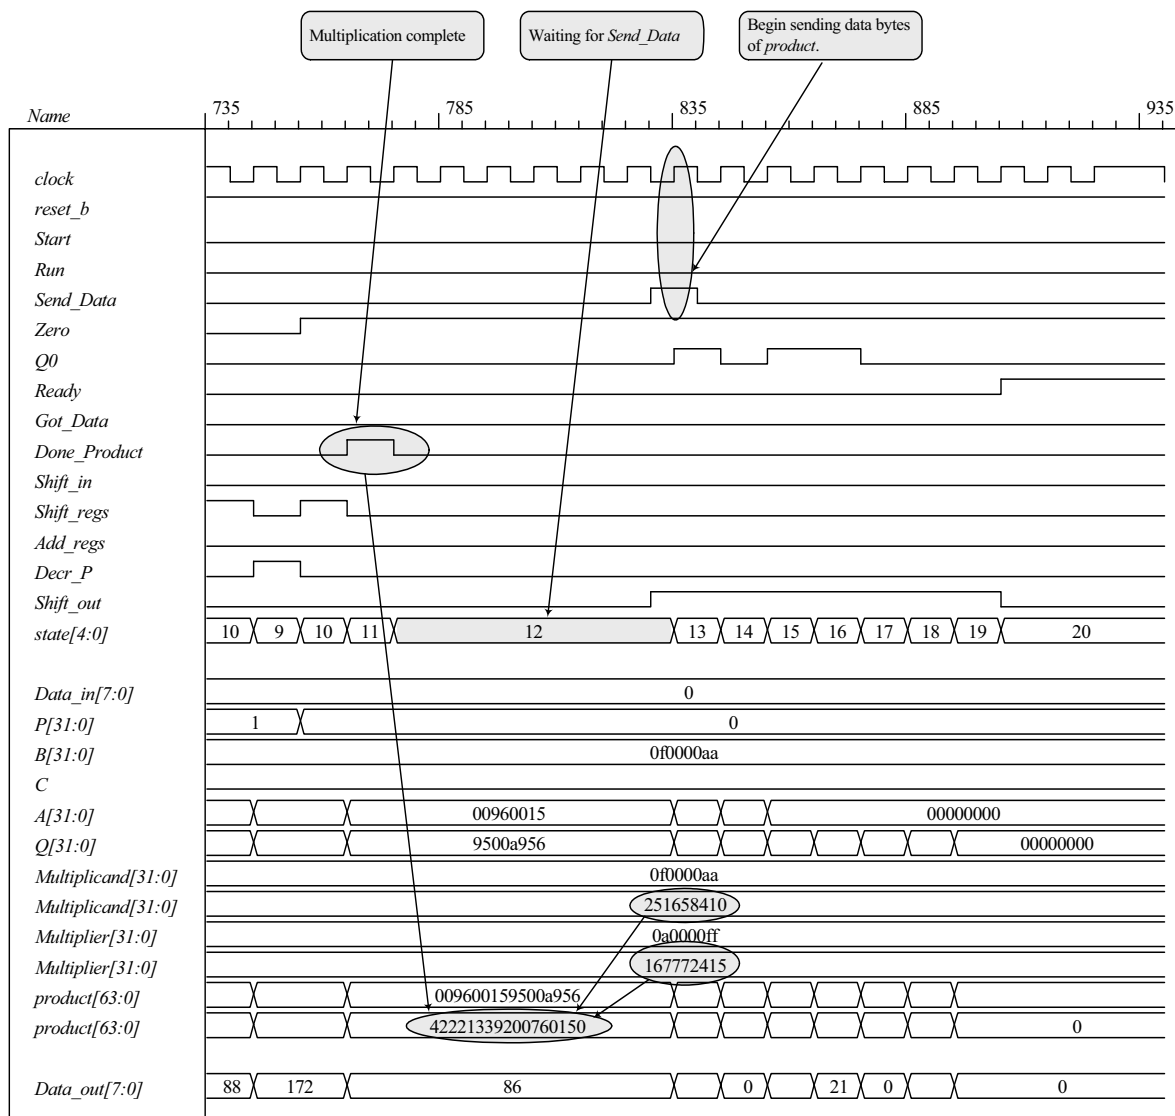 Multiplication complete
Waiting for Send_Data
Begin sending data bytes
of product.
Name
735 785 835 885 935
clock
reset_b
Start
Run
Send_Data
Zero
Q0
Ready
Got_Data
Done_Product
Shift_in
Shift_regs
Add_regs
Decr_P
Shift_out
state[4:0] 10 9 10 11 12 13 14 15 16 17 18 19 20
Data_in[7:0] 0
P[31:0] 1 0
B[31:0] 0f0000aa
C
A[31:0] 00960015 00000000
Q[31:0] 9500a956 00000000
Multiplicand[31:0] 0f0000aa
Multiplicand[31:0] 251658410
Multiplier[31:0] 0a0000ff
Multiplier[31:0] 167772415
product[63:0] 009600159500a956
product[63:0] 42221339200760150 0
Data_out[7:0] 88 172 86 0 21 0 0